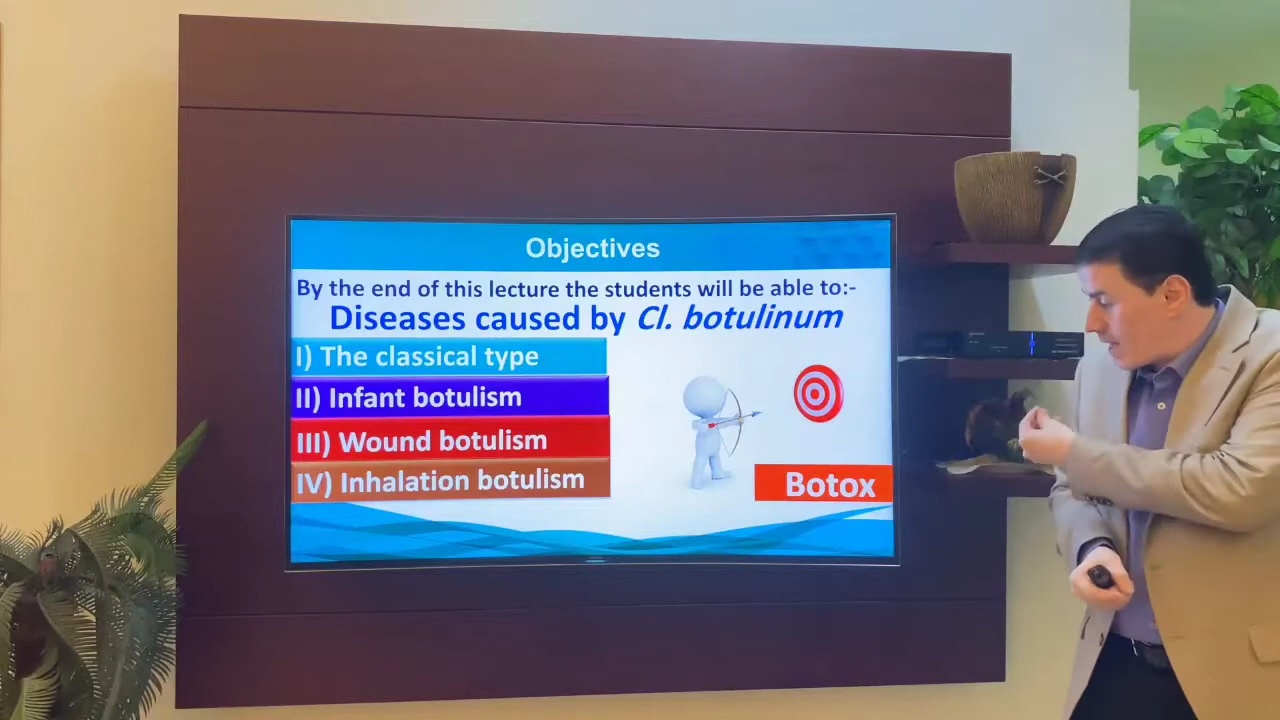 Objectives
By the end of this lecture the students will be able to:-
Diseases caused by Cl. botulinum
I) The classical type
II) Infant botulism
III) Wound botulism
IV) Inhalation botulism
Botox